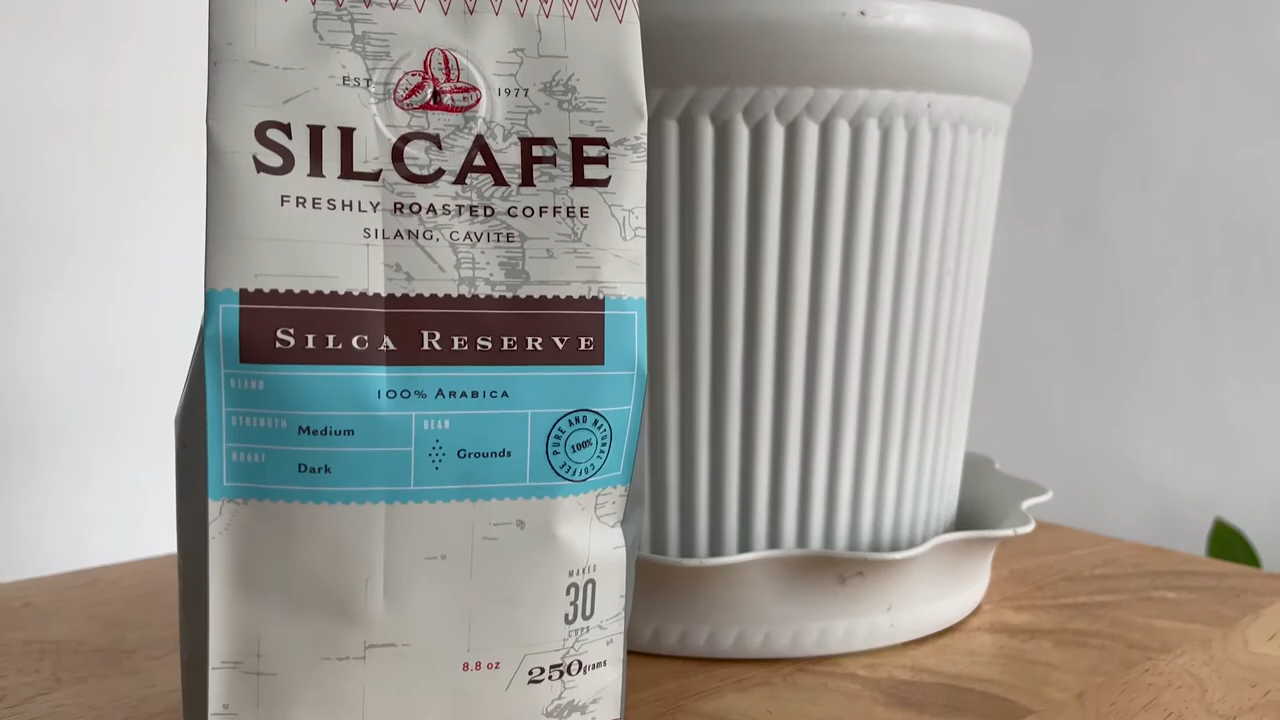 EST. 1977
SILCAFE
FRESHLY ROASTED COFFEE
SILANG, CAVITE
SILCA RESERVE
BLEND
100% ARABICA
STRENGTH Medium
ROAST Dark
BEAN
Grounds
PURE AND NATURAL COFFEE
100%
MAKES
30
CUPS
8.8 oz
250grams